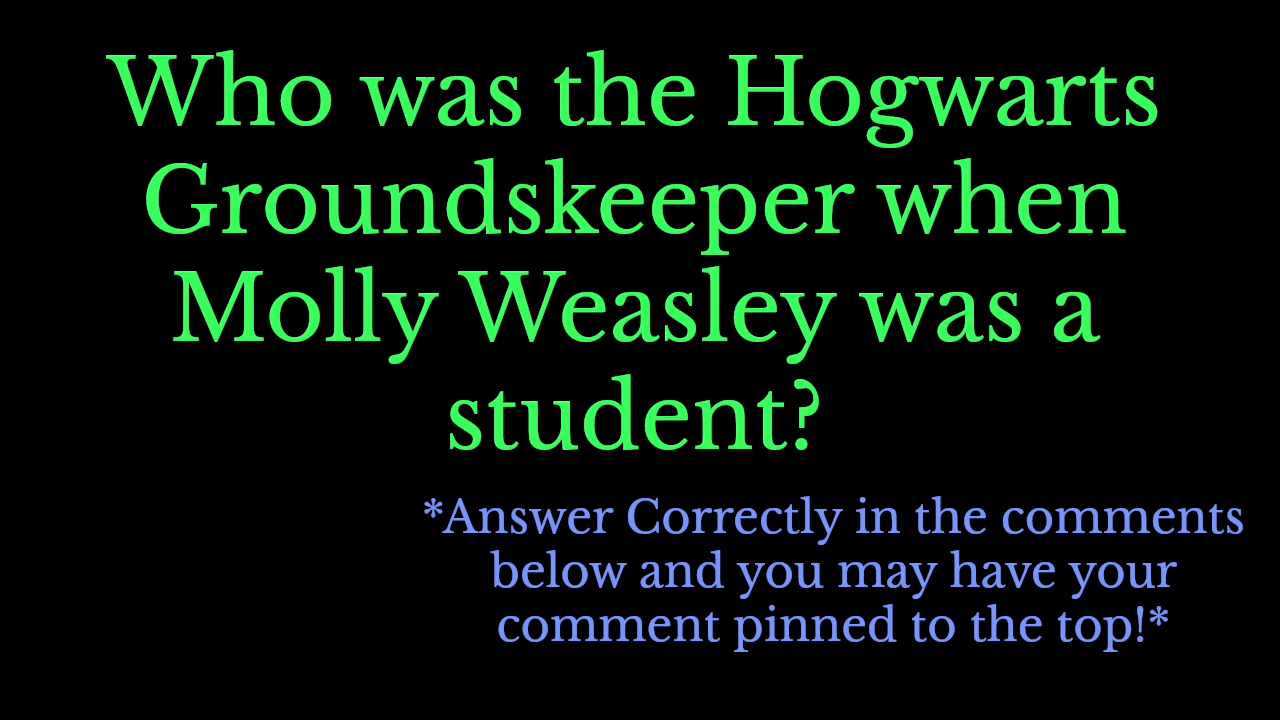 Who was the Hogwarts
Groundskeeper when
Molly Weasley was a
student?
*Answer Correctly in the comments
below and you may have your
comment pinned to the top!*